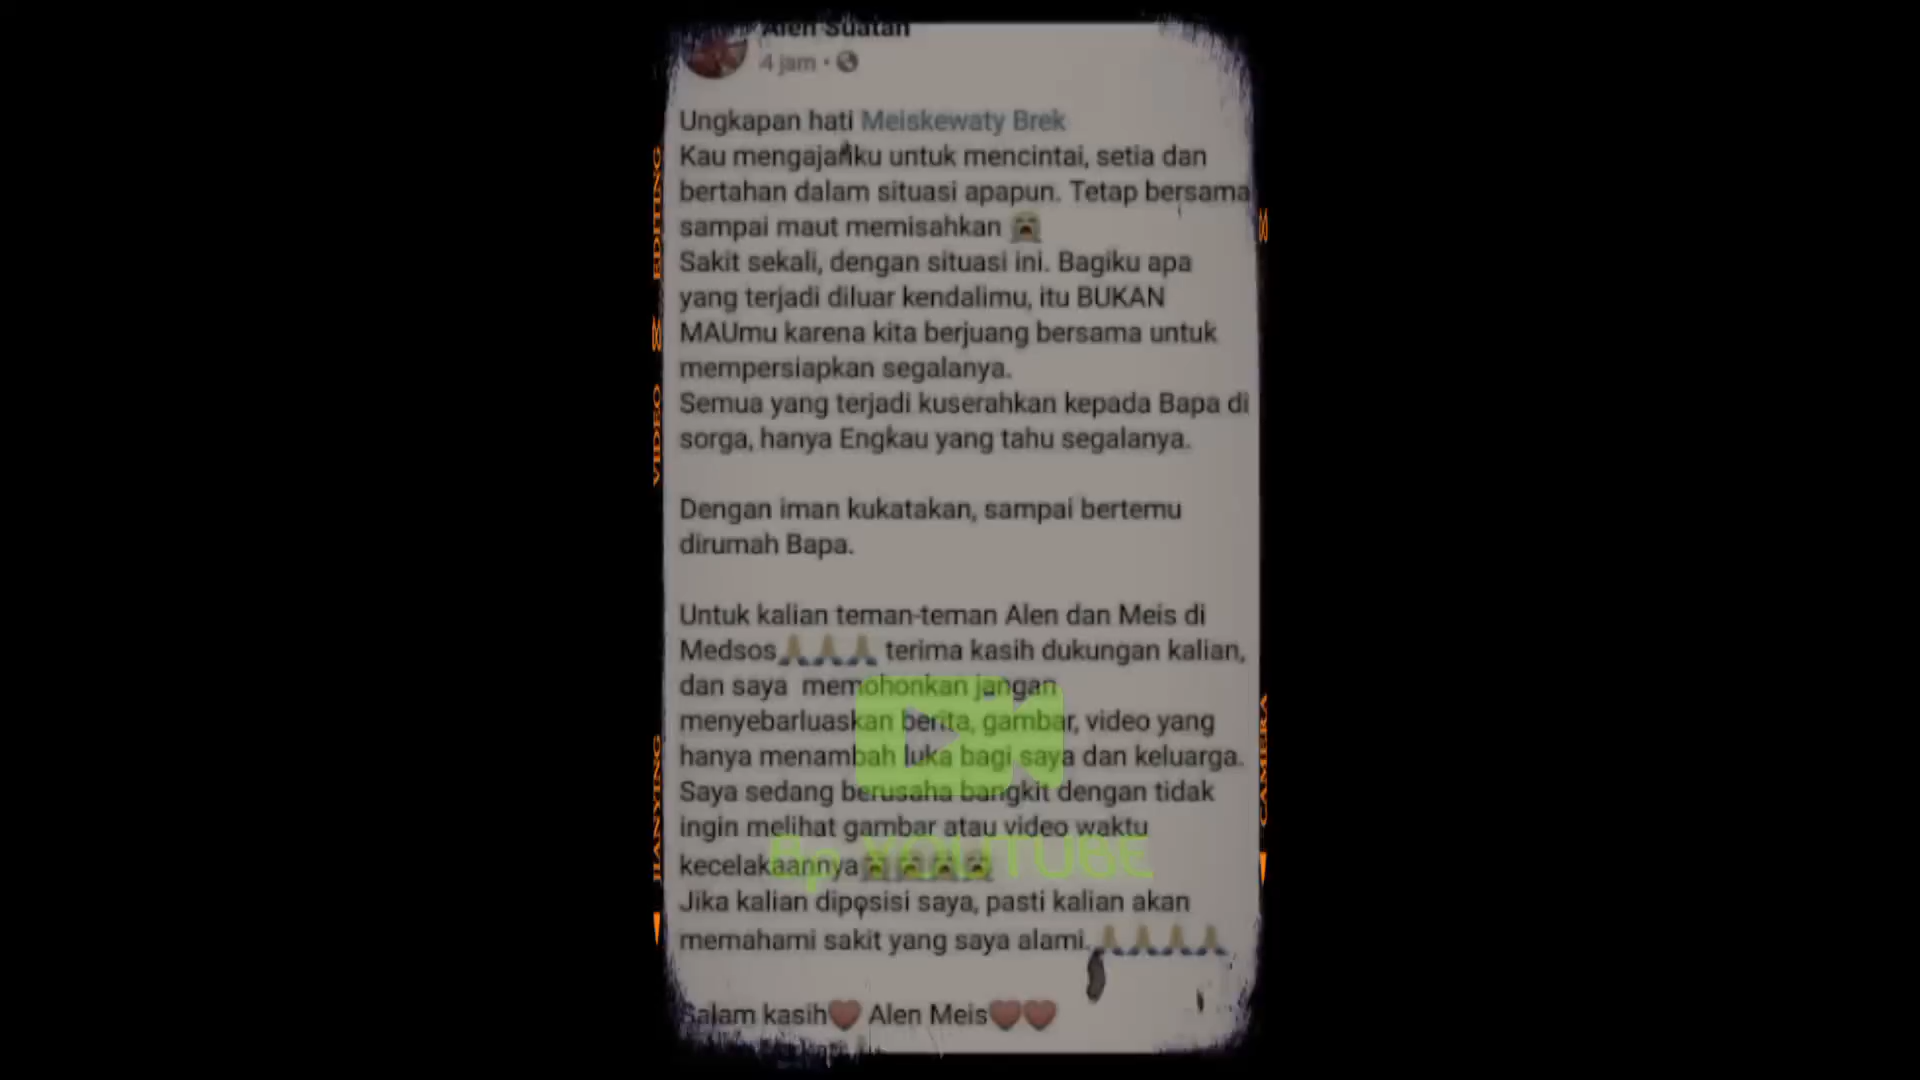 Alen Suatan
4 jam
Ungkapan hati Meiskewaty Brek
Kau mengajariku untuk mencintai, setia dan
bertahan dalam situasi apapun. Tetap bersama
sampai maut memisahkan 😭
Sakit sekali, dengan situasi ini. Bagiku apa
yang terjadi diluar kendalimu, itu BUKAN
MAUmu karena kita berjuang bersama untuk
mempersiapkan segalanya.
Semua yang terjadi kuserahkan kepada Bapa di
sorga, hanya Engkau yang tahu segalanya.
Dengan iman kukatakan, sampai bertemu
dirumah Bapa.
Untuk kalian teman-teman Alen dan Meis di
Medsos🙏🙏🙏 terima kasih dukungan kalian,
dan saya memohonkan jangan
menyebarluaskan berita, gambar, video yang
hanya menambah luka bagi saya dan keluarga.
Saya sedang berusaha bangkit dengan tidak
ingin melihat gambar atau video waktu
kecelakaannya😭😭😭😭
Jika kalian diposisi saya, pasti kalian akan
memahami sakit yang saya alami.🙏🙏🙏🙏
Salam kasih❤️ Alen Meis❤️❤️
VIDEO & EDITING
CAMERA
Bp YOUTUBE